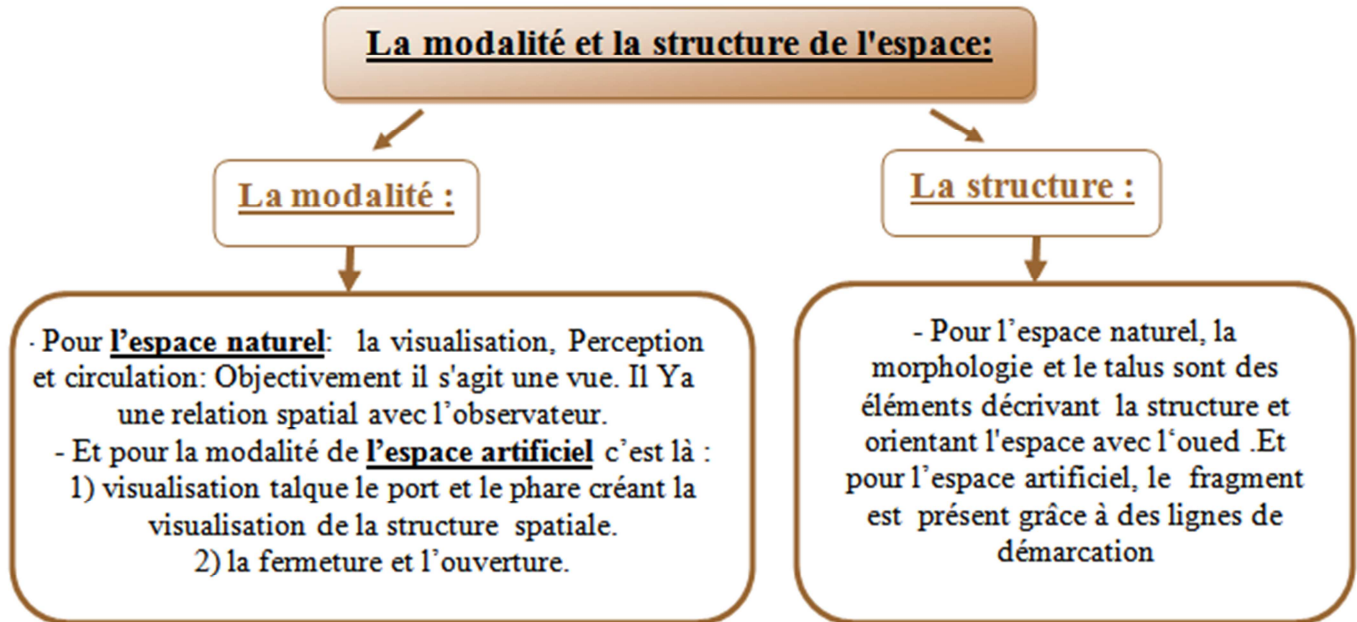 La modalité et la structure de l'espace:
La modalité :
La structure :
- Pour l’espace naturel: la visualisation, Perception
et circulation: Objectivement il s'agit une vue. Il Ya
une relation spatial avec l’observateur.
- Et pour la modalité de l’espace artificiel c’est là :
1) visualisation talque le port et le phare créant la
visualisation de la structure spatiale.
2) la fermeture et l’ouverture.
- Pour l’espace naturel, la
morphologie et le talus sont des
éléments décrivant la structure et
orientant l'espace avec l‘oued .Et
pour l’espace artificiel, le fragment
est présent grâce à des lignes de
démarcation